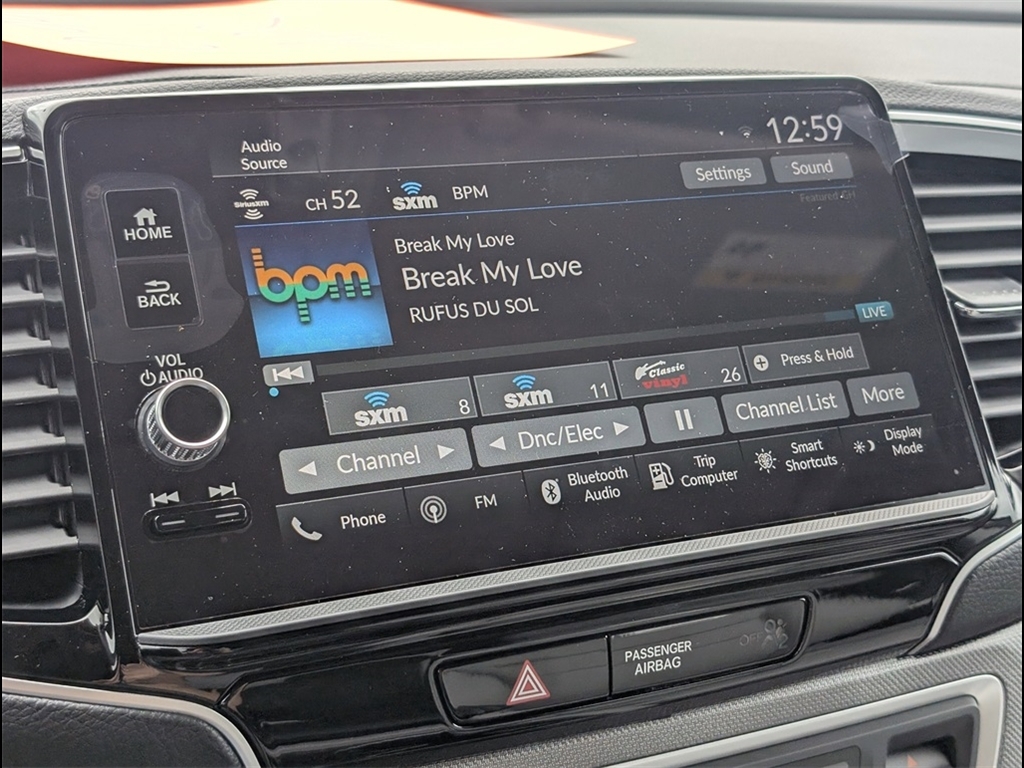 Audio
Source
12:59
SiriusXM
CH 52
sxm
BPM
Settings
Sound
Featured CH
HOME
BACK
bpm
Break My Love
Break My Love
RUFUS DU SOL
LIVE
VOL
AUDIO
sxm 8
sxm 11
Classic
vinyl 26
Press & Hold
Channel
Dnc/Elec
Channel List
More
Phone
FM
Bluetooth
Audio
Trip
Computer
Smart
Shortcuts
Display
Mode
PASSENGER
AIRBAG
OFF